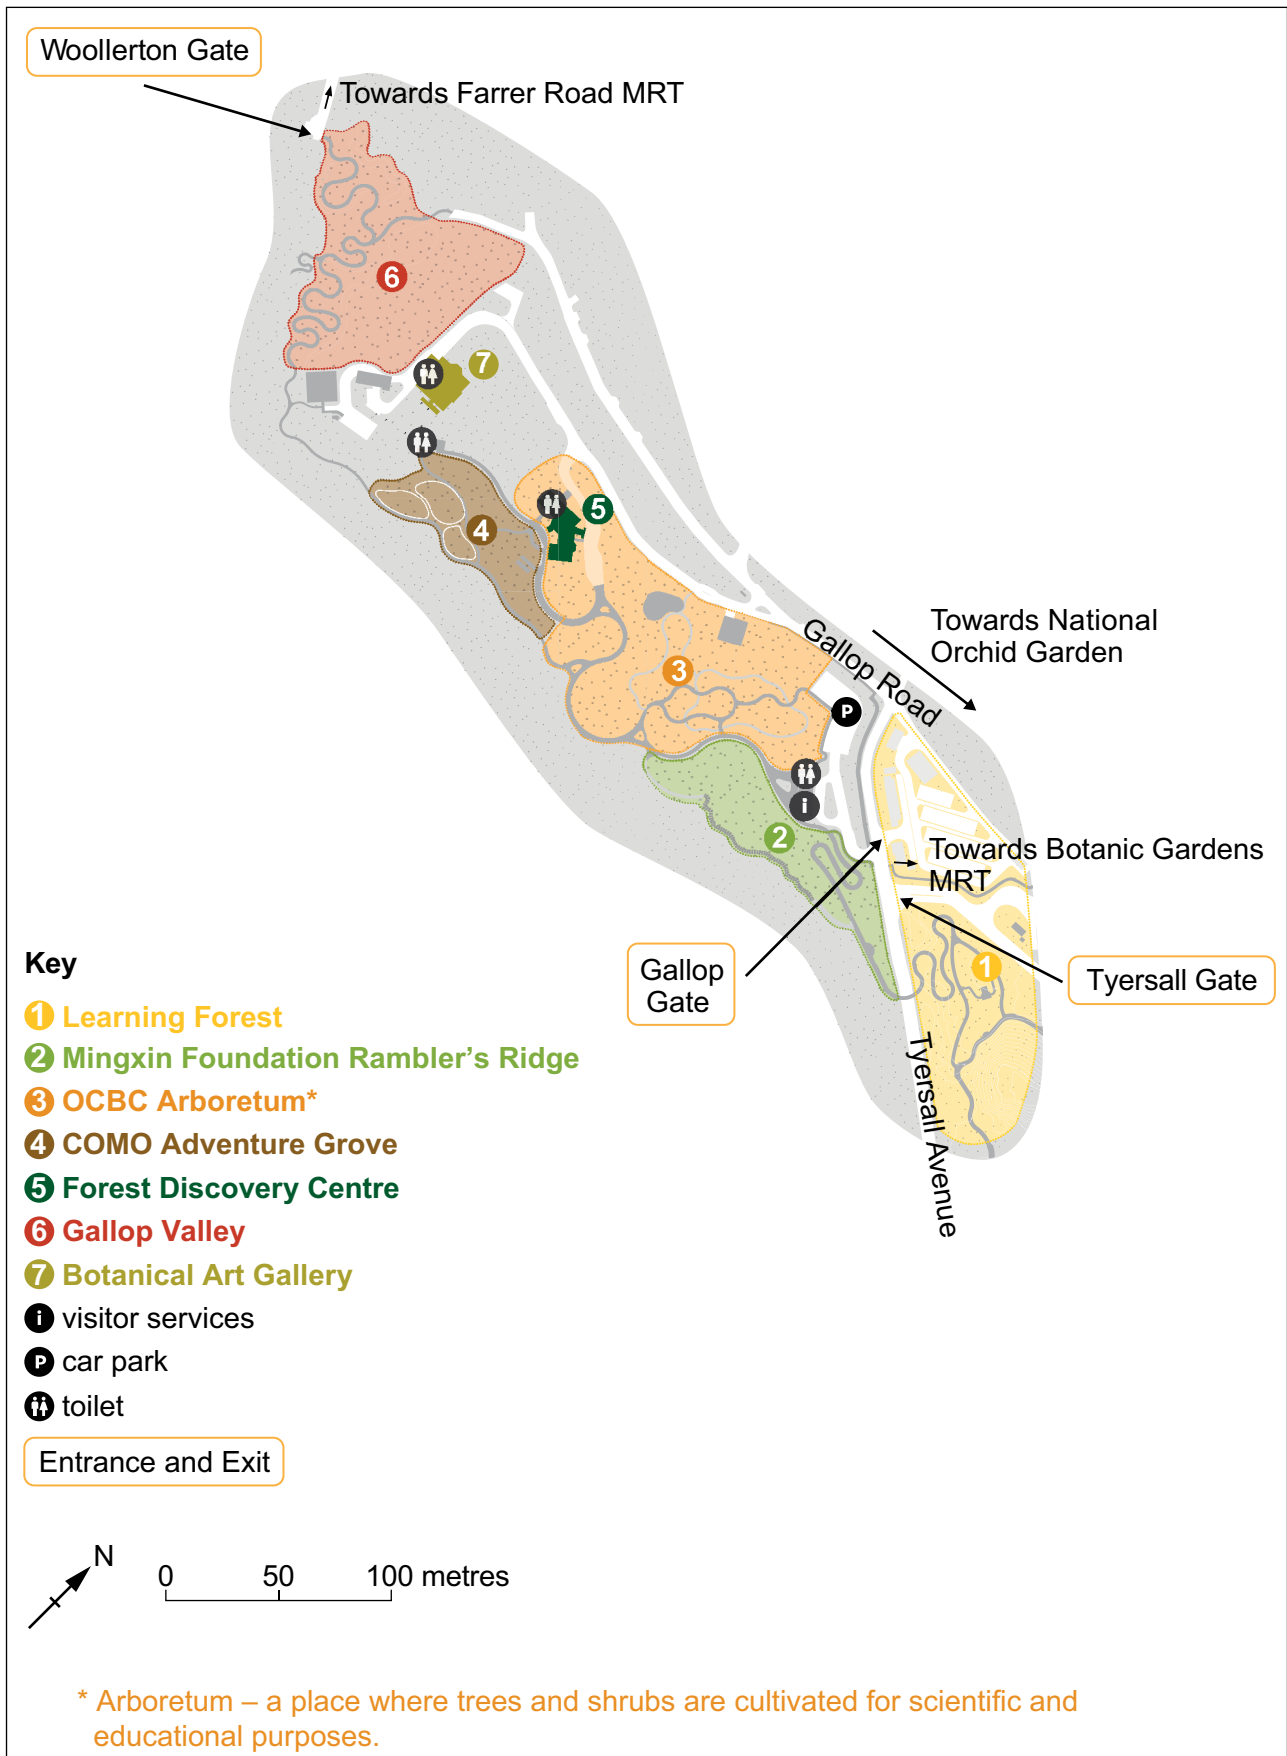 Woollerton Gate
Towards Farrer Road MRT
6
7
5
4
Towards National
Orchid Garden
Gallop Road
3
P
i
2
Towards Botanic Gardens
MRT
Gallop
Gate
1
Tyersall Gate
Tyersall Avenue
Key
1 Learning Forest
2 Mingxin Foundation Rambler’s Ridge
3 OCBC Arboretum*
4 COMO Adventure Grove
5 Forest Discovery Centre
6 Gallop Valley
7 Botanical Art Gallery
i visitor services
P car park
toilet
Entrance and Exit
N
0 50 100 metres
* Arboretum – a place where trees and shrubs are cultivated for scientific and
educational purposes.